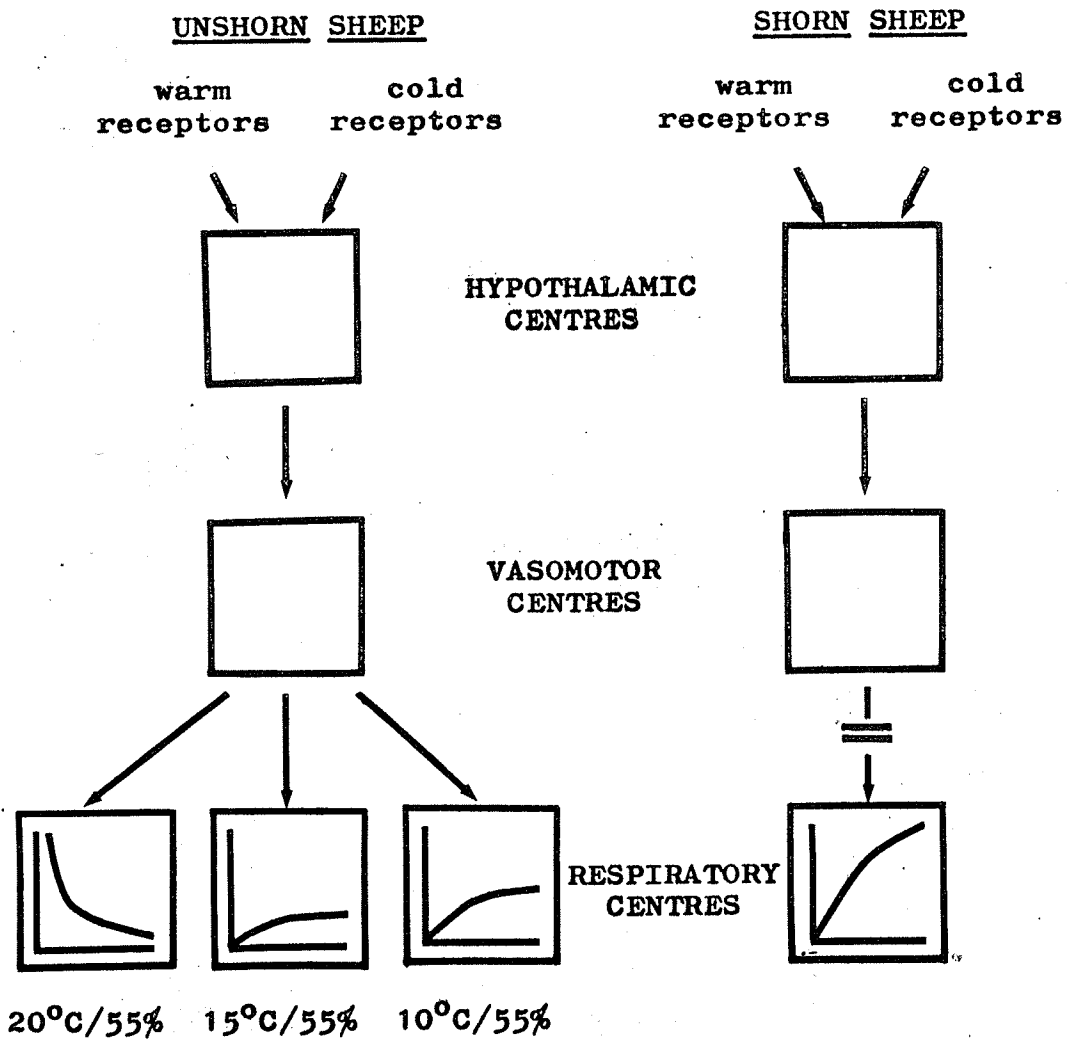 UNSHORN SHEEP
SHORN SHEEP
warm
receptors
cold
receptors
warm
receptors
cold
receptors
HYPOTHALAMIC
CENTRES
VASOMOTOR
CENTRES
RESPIRATORY
CENTRES
20°C/55%
15°C/55%
10°C/55%